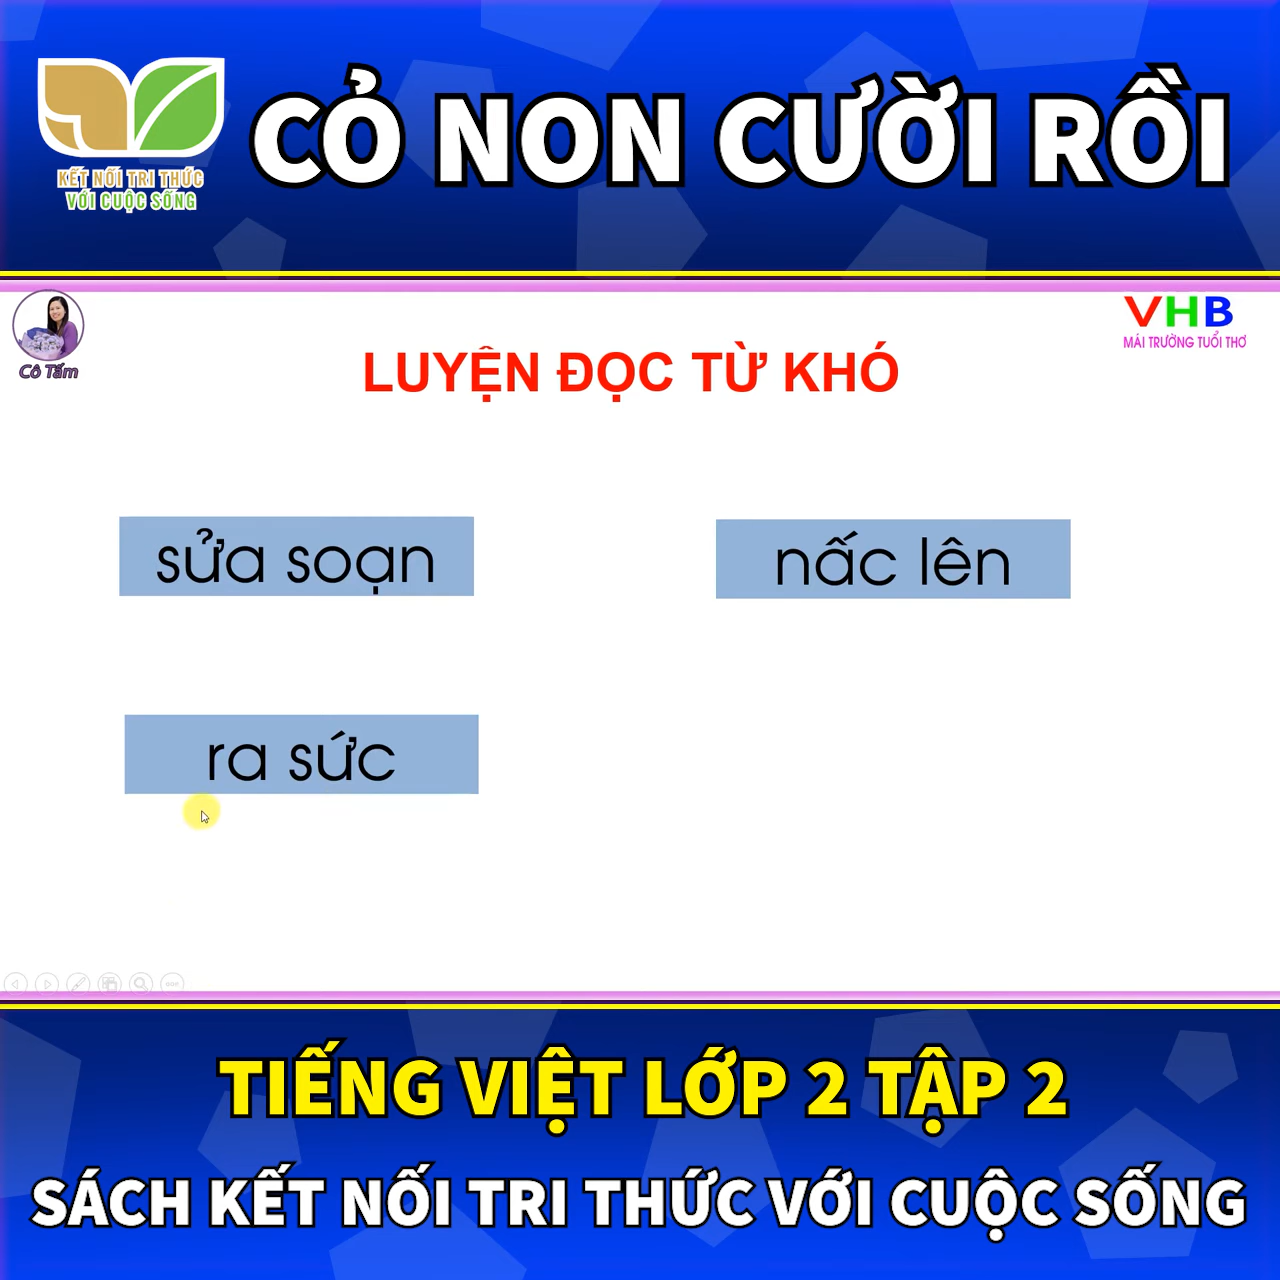 KẾT NỐI TRI THỨC
VỚI CUỘC SỐNG
CỎ NON CƯỜI RỒI
Cô Tấm
VHB
MÁI TRƯỜNG TUỔI THƠ
LUYỆN ĐỌC TỪ KHÓ
sửa soạn
nấc lên
ra sức
TIẾNG VIỆT LỚP 2 TẬP 2
SÁCH KẾT NỐI TRI THỨC VỚI CUỘC SỐNG